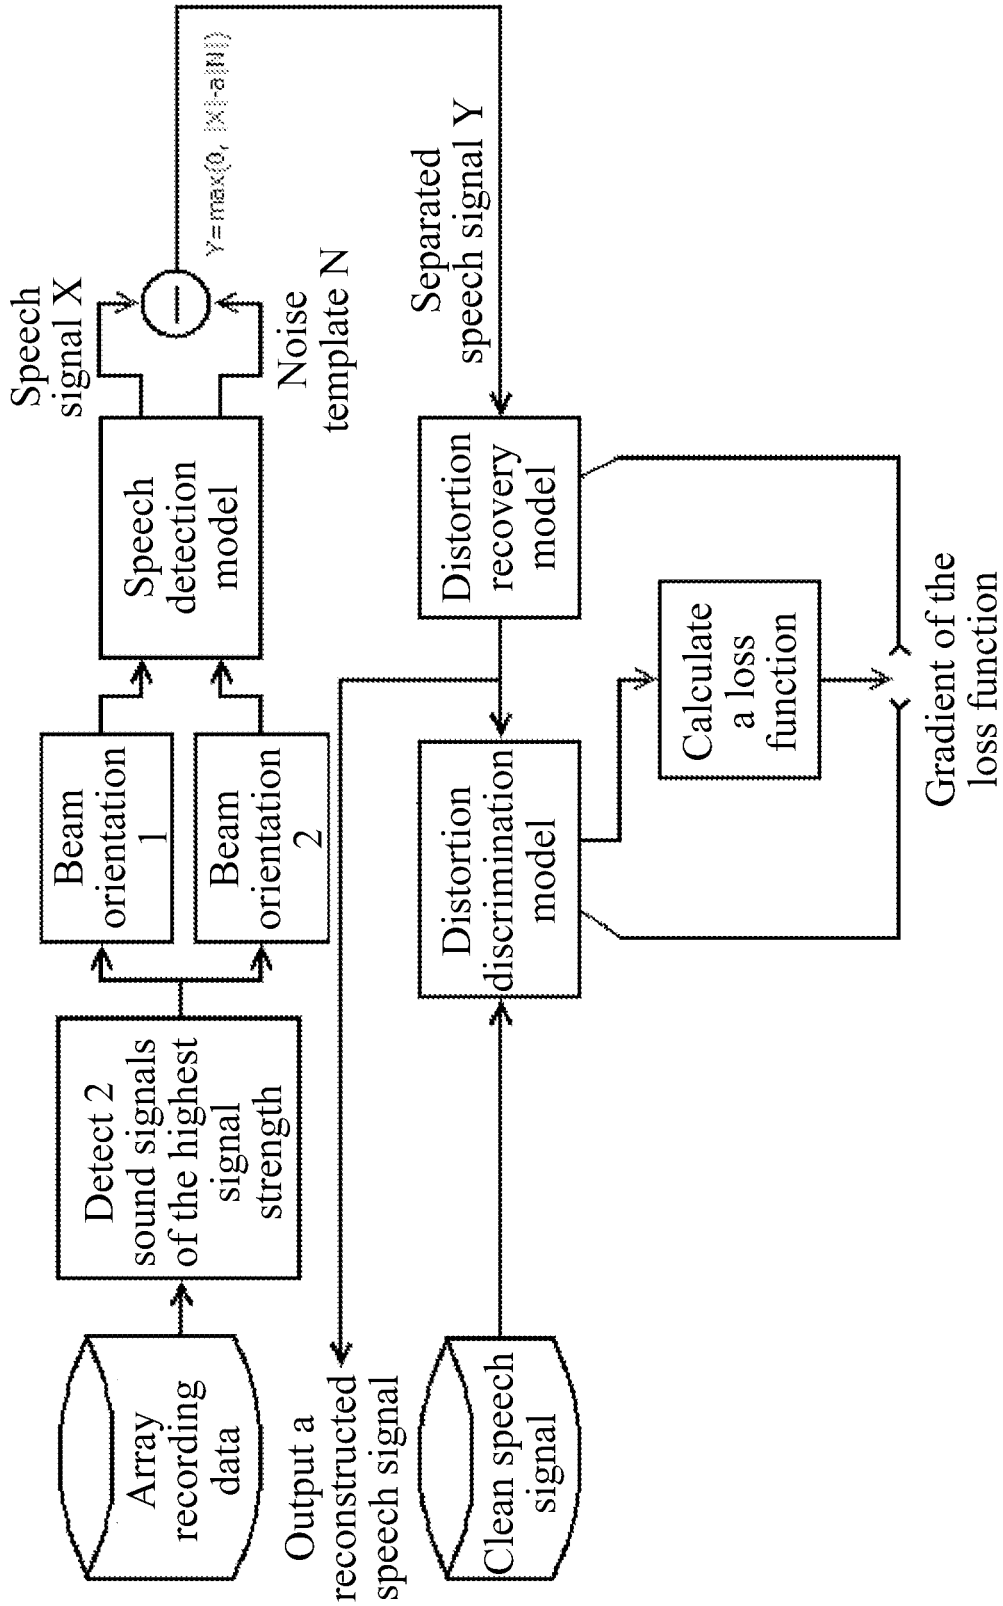 Array
recording
data
Detect 2
sound signals
of the highest
signal
strength
Beam
orientation
1
Beam
orientation
2
Speech
detection
model
Speech
signal X
Noise
template N
Y=max(0, |X|-a|N|)
Separated
speech signal Y
Distortion
recovery
model
Distortion
discrimination
model
Calculate
a loss
function
Gradient of the
loss function
Output a
reconstructed
speech signal
Clean speech
signal